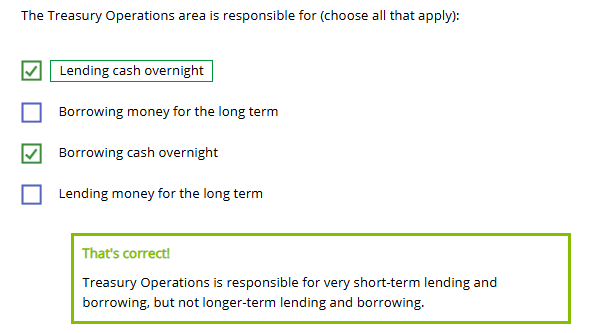 The Treasury Operations area is responsible for (choose all that apply):
Lending cash overnight
Borrowing money for the long term
Borrowing cash overnight
Lending money for the long term
That's correct!
Treasury Operations is responsible for very short-term lending and
borrowing, but not longer-term lending and borrowing.